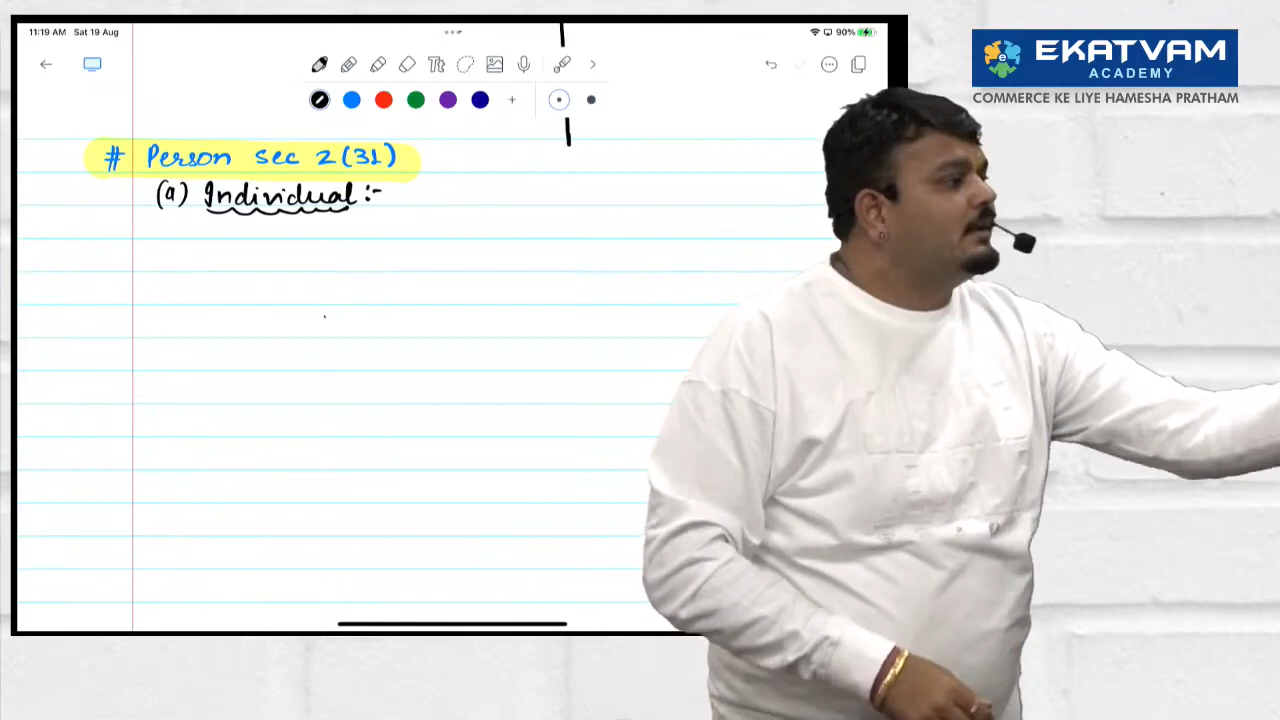 11:19 AM Sat 19 Aug
90%
EKATVAM
ACADEMY
COMMERCE KE LIYE HAMESHA PRATHAM
# Person sec 2(31)
(a) Individual :-